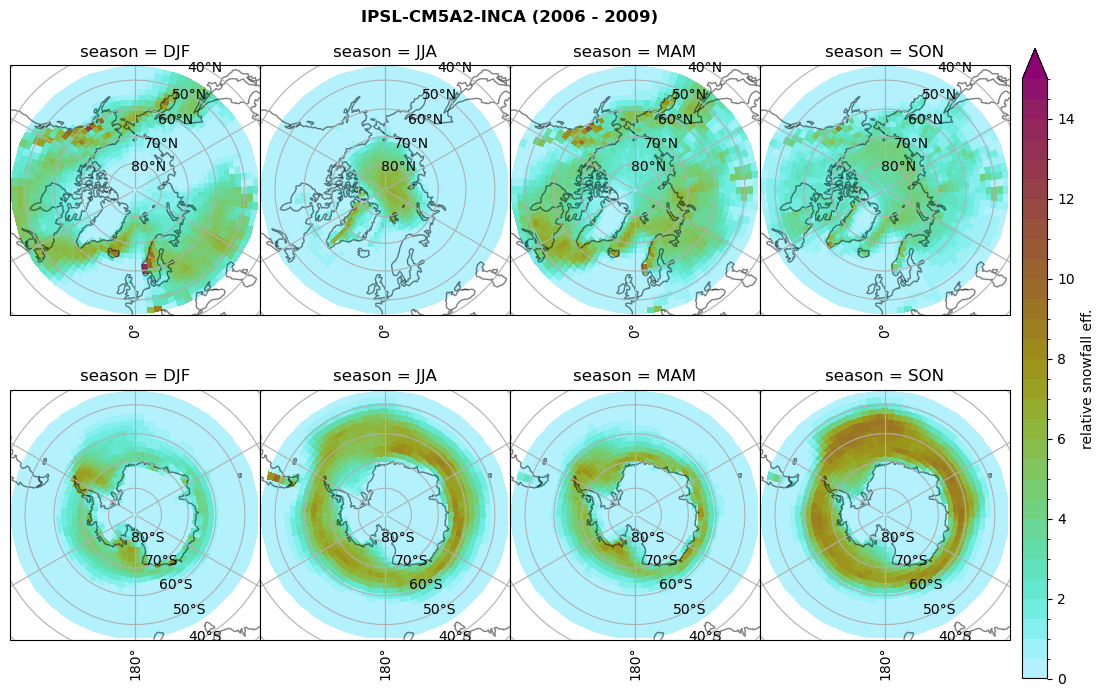 IPSL-CM5A2-INCA (2006 - 2009)
season = DJF
season = JJA
season = MAM
season = SON
40°N
50°N
60°N
70°N
80°N
0°
40°N
50°N
60°N
70°N
80°N
0°
40°N
50°N
60°N
70°N
80°N
0°
40°N
50°N
60°N
70°N
80°N
0°
season = DJF
season = JJA
season = MAM
season = SON
80°S
70°S
60°S
50°S
40°S
180°
80°S
70°S
60°S
50°S
40°S
180°
80°S
70°S
60°S
50°S
40°S
180°
80°S
70°S
60°S
50°S
40°S
180°
14
12
10
8
6
4
2
0
relative snowfall eff.